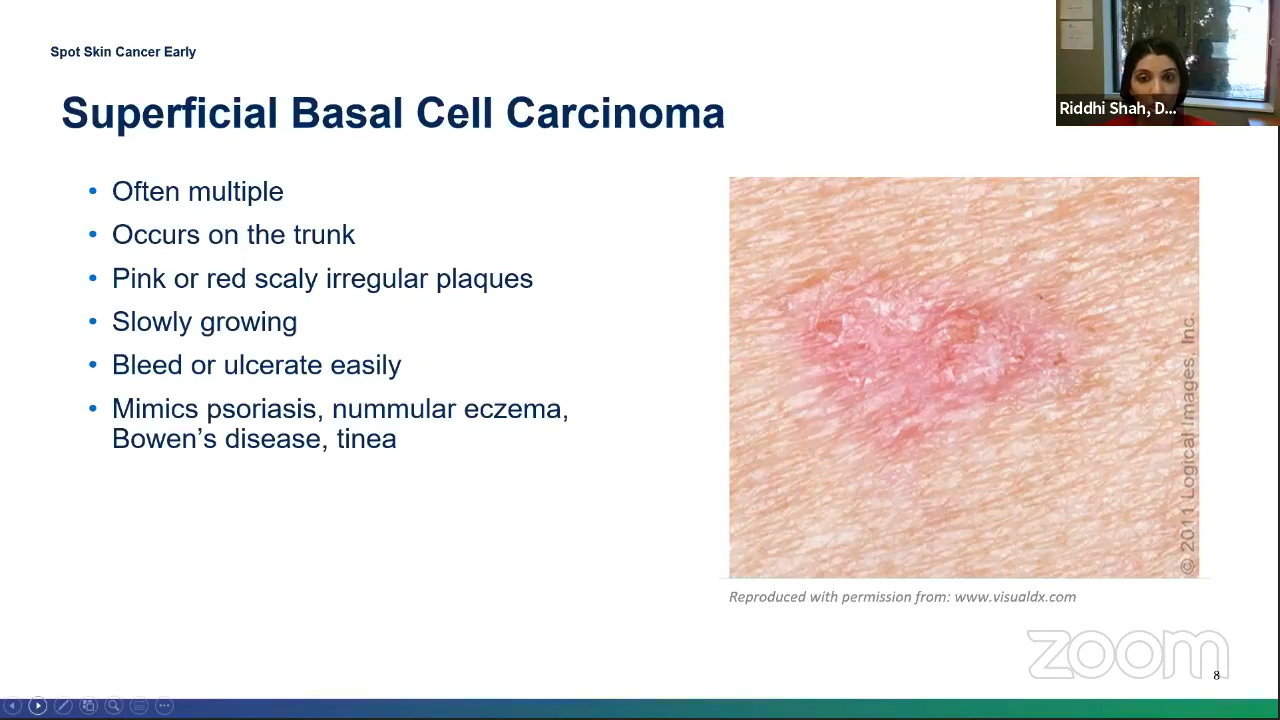 Spot Skin Cancer Early
Riddhi Shah, D...
Superficial Basal Cell Carcinoma
• Often multiple
• Occurs on the trunk
• Pink or red scaly irregular plaques
• Slowly growing
• Bleed or ulcerate easily
• Mimics psoriasis, nummular eczema,
Bowen’s disease, tinea
© 2011 Logical Images, Inc.
Reproduced with permission from: www.visualdx.com
zoom
8